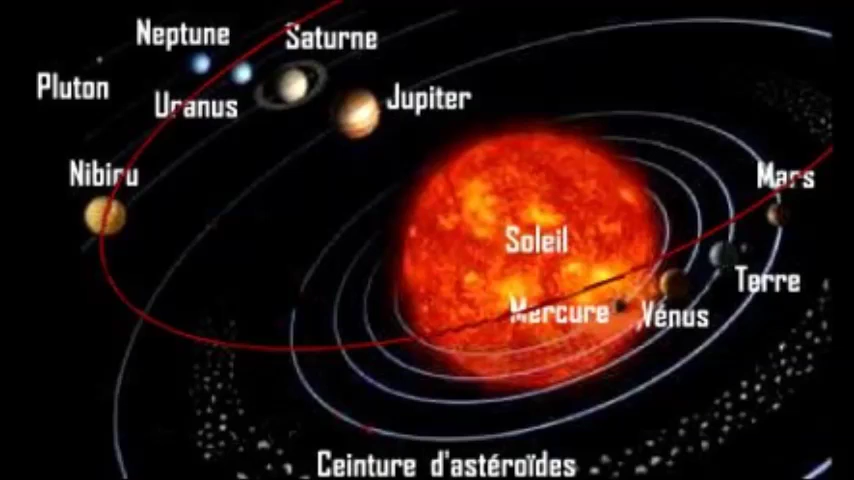 Neptune
Saturne
Pluton
Uranus
Jupiter
Nibiru
Mars
Soleil
Terre
Mercure
Vénus
Ceinture d'astéroïdes